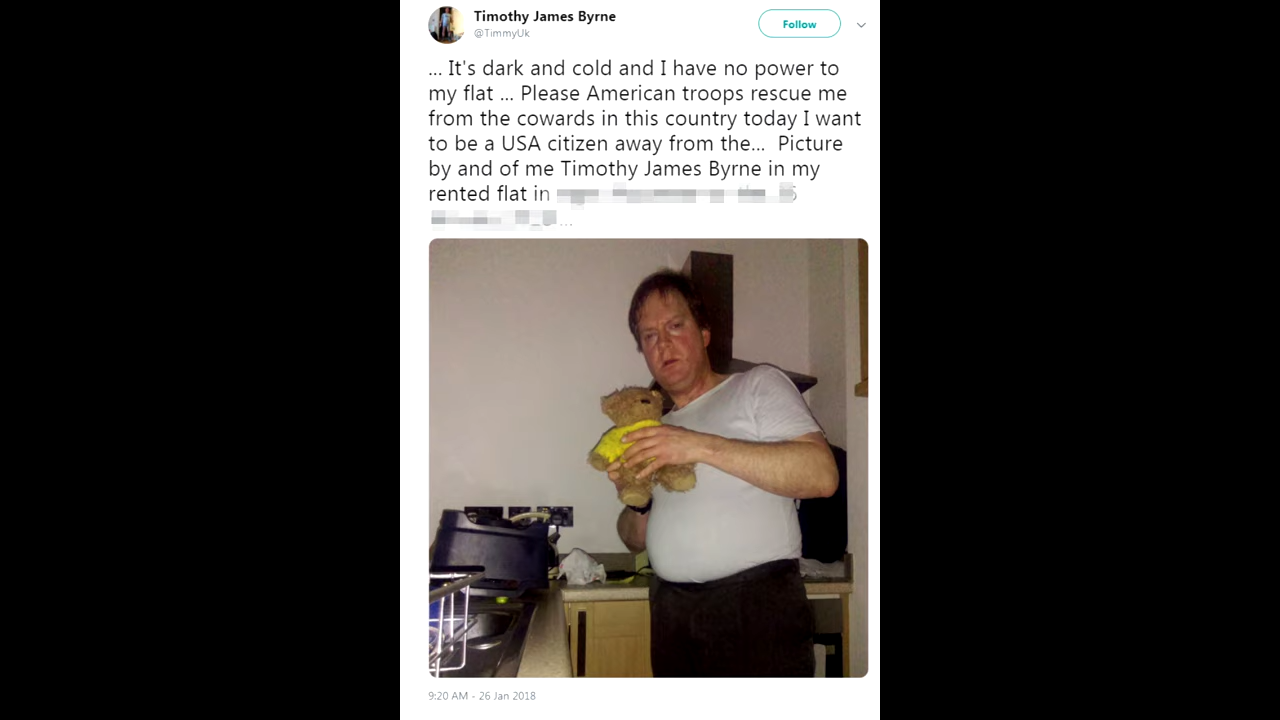 Timothy James Byrne
@TimmyUk
Follow
... It's dark and cold and I have no power to
my flat ... Please American troops rescue me
from the cowards in this country today I want
to be a USA citizen away from the... Picture
by and of me Timothy James Byrne in my
rented flat in
...
9:20 AM - 26 Jan 2018